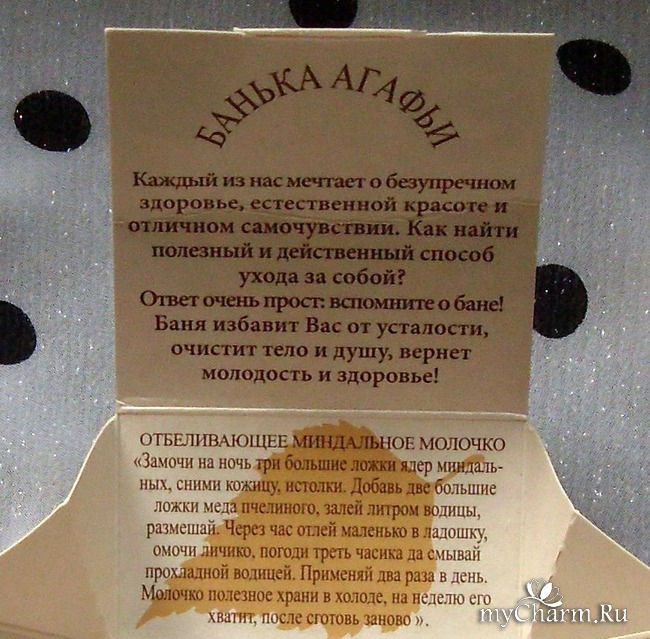 БАНЬКА АГАФЬИ
Каждый из нас мечтает о безупречном
здоровье, естественной красоте и
отличном самочувствии. Как найти
полезный и действенный способ
ухода за собой?
Ответ очень прост: вспомните о бане!
Баня избавит Вас от усталости,
очистит тело и душу, вернет
молодость и здоровье!
ОТБЕЛИВАЮЩЕЕ МИНДАЛЬНОЕ МОЛОЧКО
«Замочи на ночь три большие ложки ядер миндаль-
ных, сними кожицу, истолки. Добавь две большие
ложки меда пчелиного, залей литром водицы,
размешай. Через час отлей маленько в ладошку,
омочи личико, погоди треть часика да смывай
прохладной водицей. Применяй два раза в день.
Молочко полезное храни в холоде, на неделю его
хватит, после сготовь заново ».
myCharm.Ru